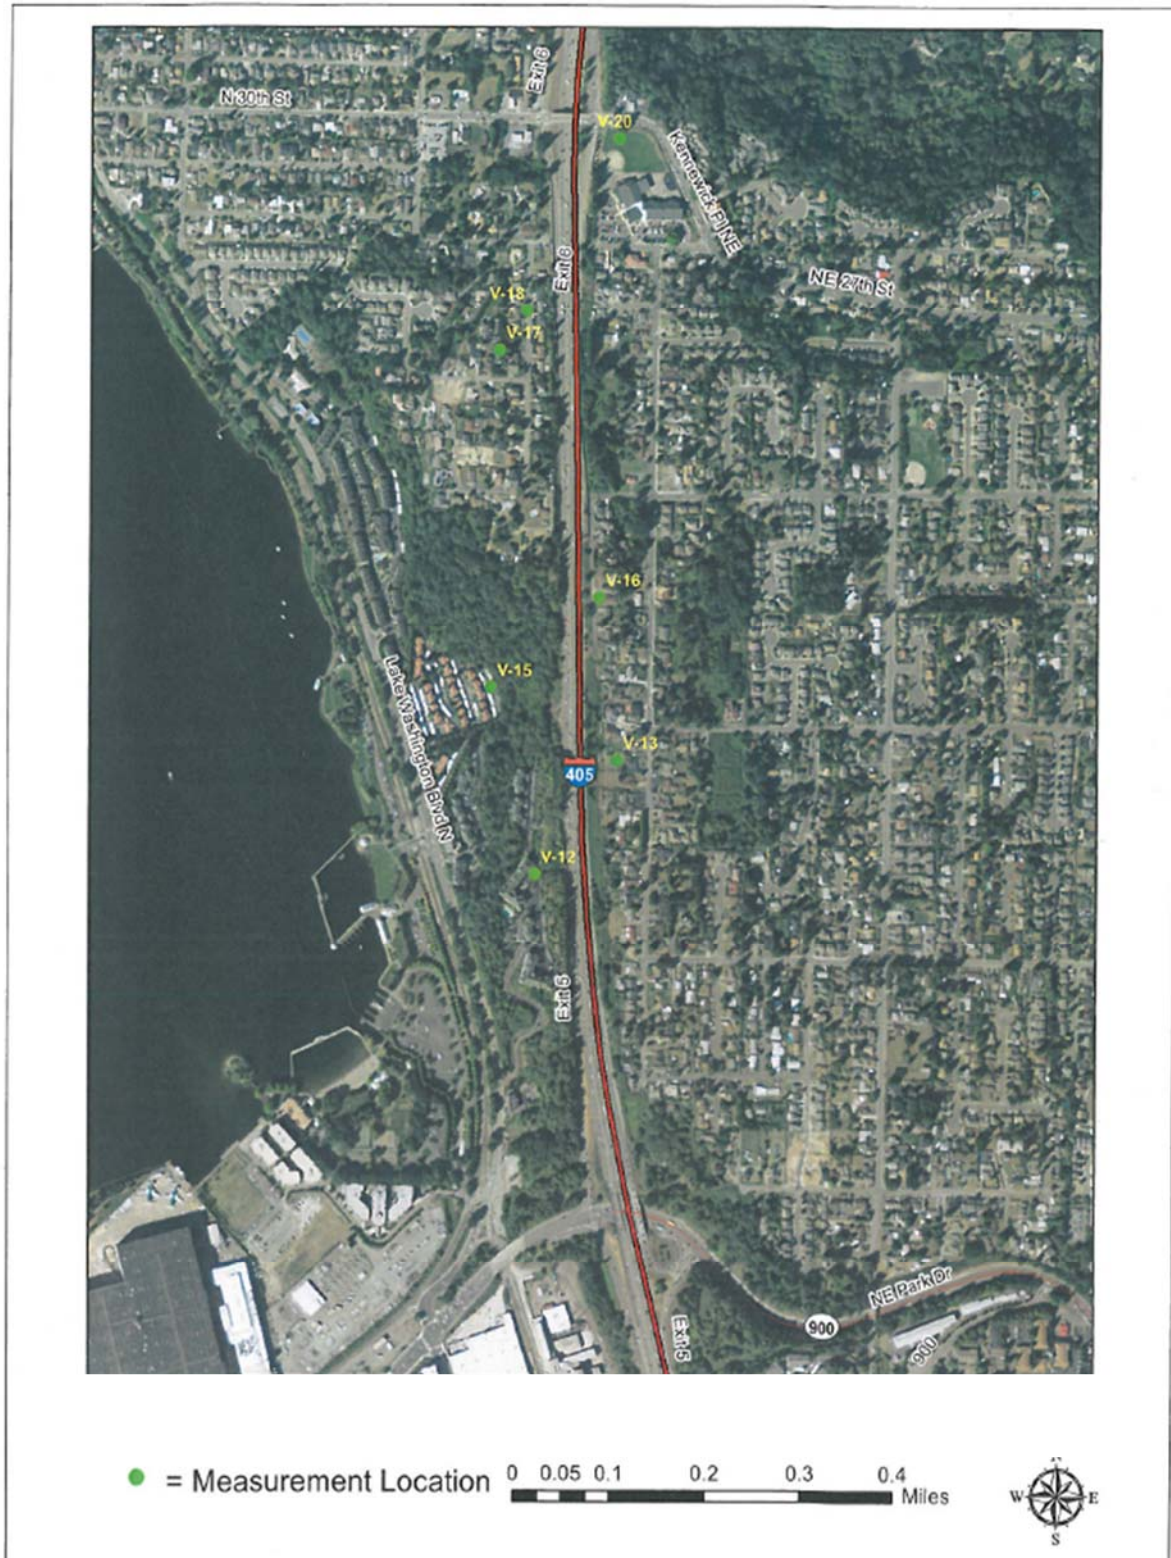 Exit 6
N 30th St
V-20
Kennewick Pl NE
Exit 6
NE 27th St
V-18
V-17
V-16
V-15
Lake Washington Blvd N
V-13
405
V-12
Exit 5
NE Park Dr
900
Exit 5
900
= Measurement Location
0 0.05 0.1 0.2 0.3 0.4
Miles
W E
S